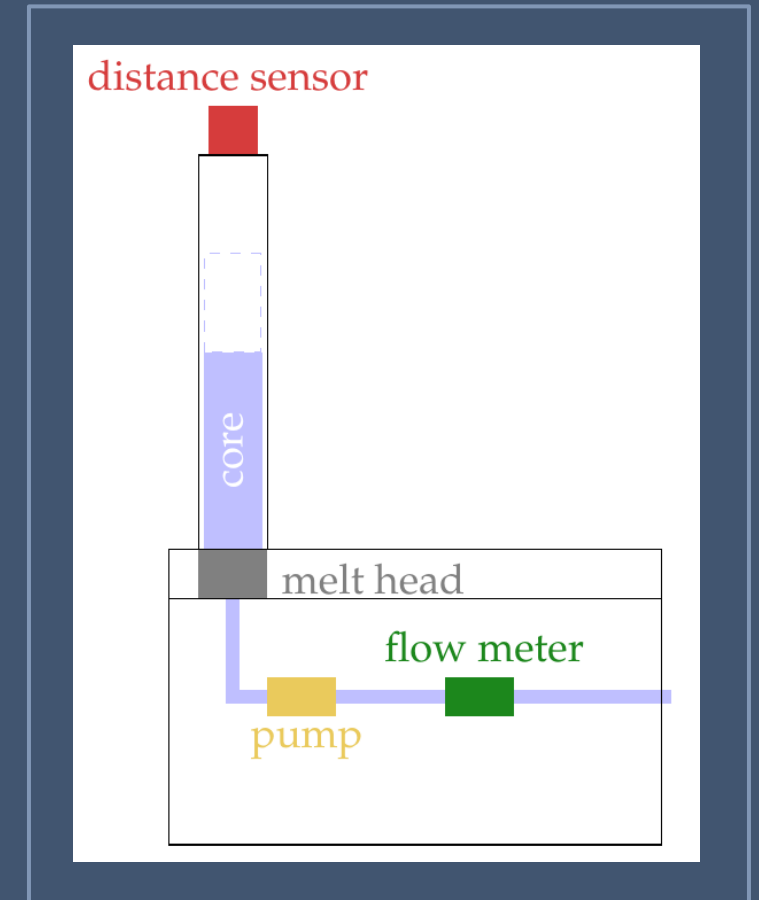 distance sensor
core
melt head
flow meter
pump